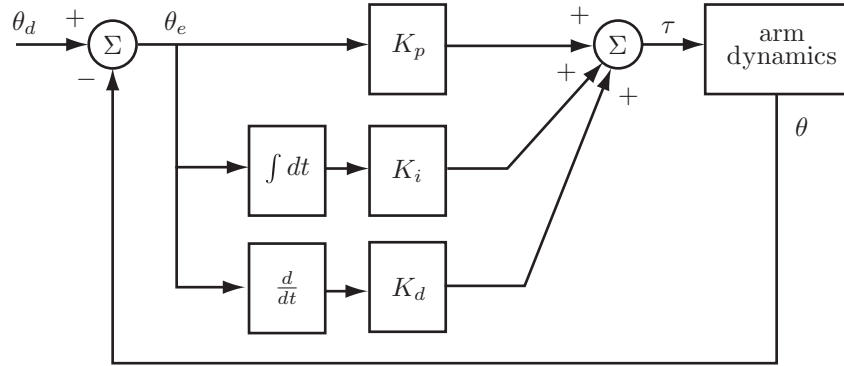 θ_d + Σ − θ_e K_p + Σ + + τ arm
dynamics
θ
∫ dt K_i
d/dt K_d